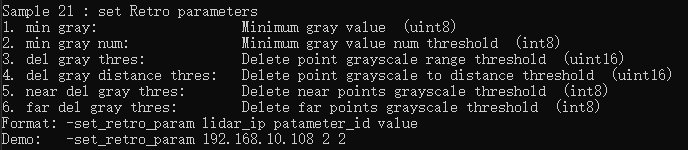 Sample 21 : set Retro parameters
1. min gray: Minimum gray value (uint8)
2. min gray num: Minimum gray value num threshold (int8)
3. del gray thres: Delete point grayscale range threshold (uint16)
4. del gray distance thres: Delete point grayscale to distance threshold (uint16)
5. near del gray thres: Delete near points grayscale threshold (int8)
6. far del gray thres: Delete far points grayscale threshold (int8)
Format: -set_retro_param lidar_ip patameter_id value
Demo: -set_retro_param 192.168.10.108 2 2